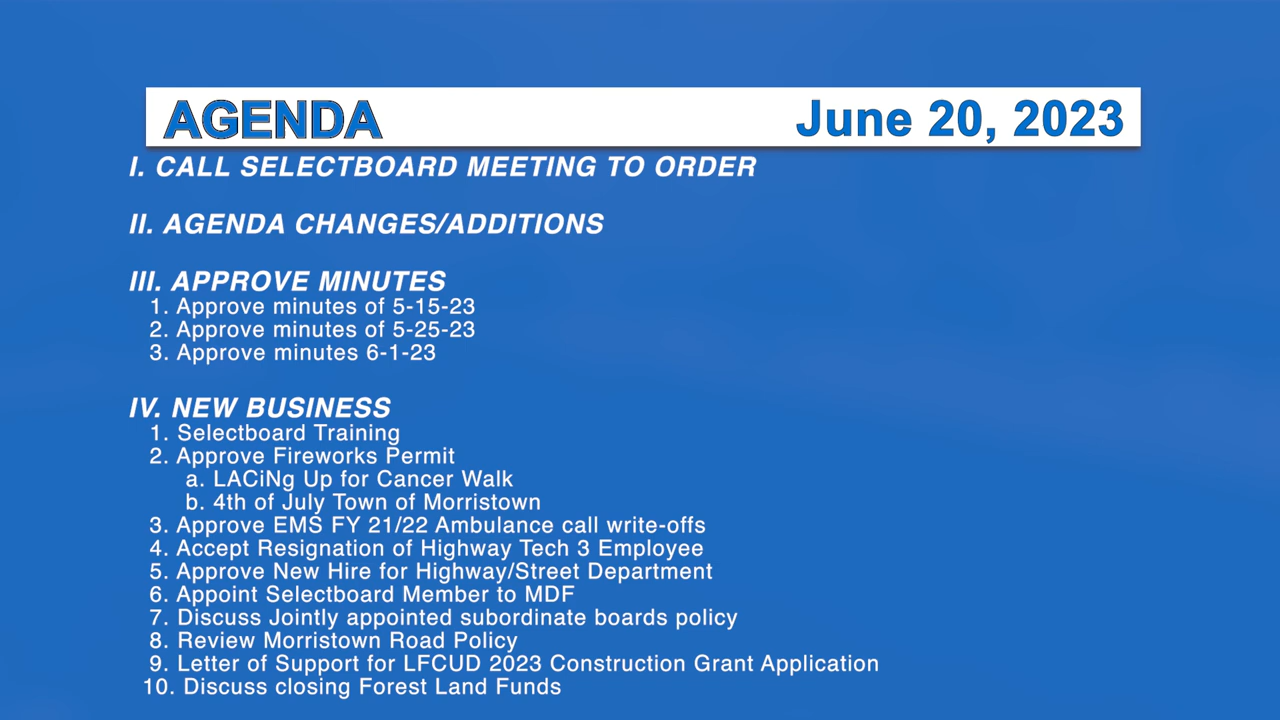 AGENDA June 20, 2023
I. CALL SELECTBOARD MEETING TO ORDER
II. AGENDA CHANGES/ADDITIONS
III. APPROVE MINUTES
1. Approve minutes of 5-15-23
2. Approve minutes of 5-25-23
3. Approve minutes 6-1-23
IV. NEW BUSINESS
1. Selectboard Training
2. Approve Fireworks Permit
a. LACiNg Up for Cancer Walk
b. 4th of July Town of Morristown
3. Approve EMS FY 21/22 Ambulance call write-offs
4. Accept Resignation of Highway Tech 3 Employee
5. Approve New Hire for Highway/Street Department
6. Appoint Selectboard Member to MDF
7. Discuss Jointly appointed subordinate boards policy
8. Review Morristown Road Policy
9. Letter of Support for LFCUD 2023 Construction Grant Application
10. Discuss closing Forest Land Funds